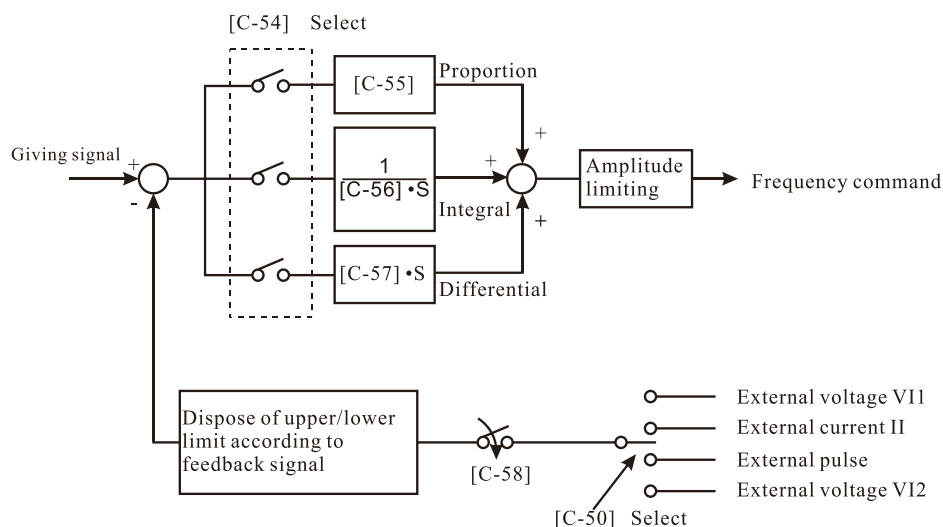 [C-54] Select
[C-55]
Proportion
+
Giving signal
+
-
1
[C-56] •S
+
Integral
+
Amplitude
limiting
Frequency command
[C-57] •S
Differential
Dispose of upper/lower
limit according to
feedback signal
[C-58]
External voltage VI1
External current II
External pulse
External voltage VI2
[C-50] Select